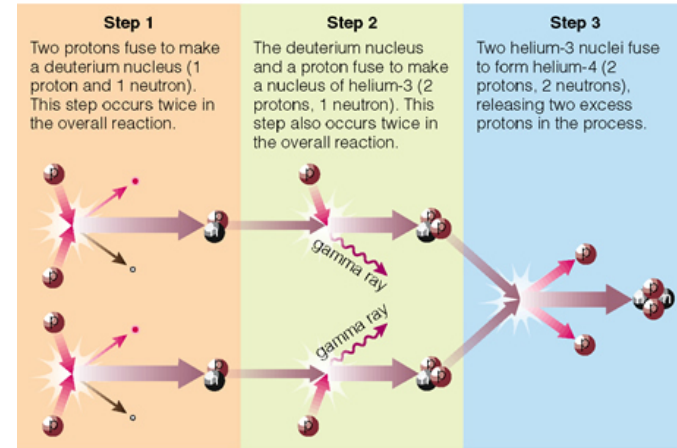 Step 1
Two protons fuse to make
a deuterium nucleus (1
proton and 1 neutron).
This step occurs twice in
the overall reaction.
Step 2
The deuterium nucleus
and a proton fuse to make
a nucleus of helium-3 (2
protons, 1 neutron). This
step also occurs twice in
the overall reaction.
Step 3
Two helium-3 nuclei fuse
to form helium-4 (2
protons, 2 neutrons),
releasing two excess
protons in the process.
p
p
p
n
p
gamma ray
p
p
n
p
p
p
n
p
gamma ray
p
p
n
p
p
p
p
p
n
n